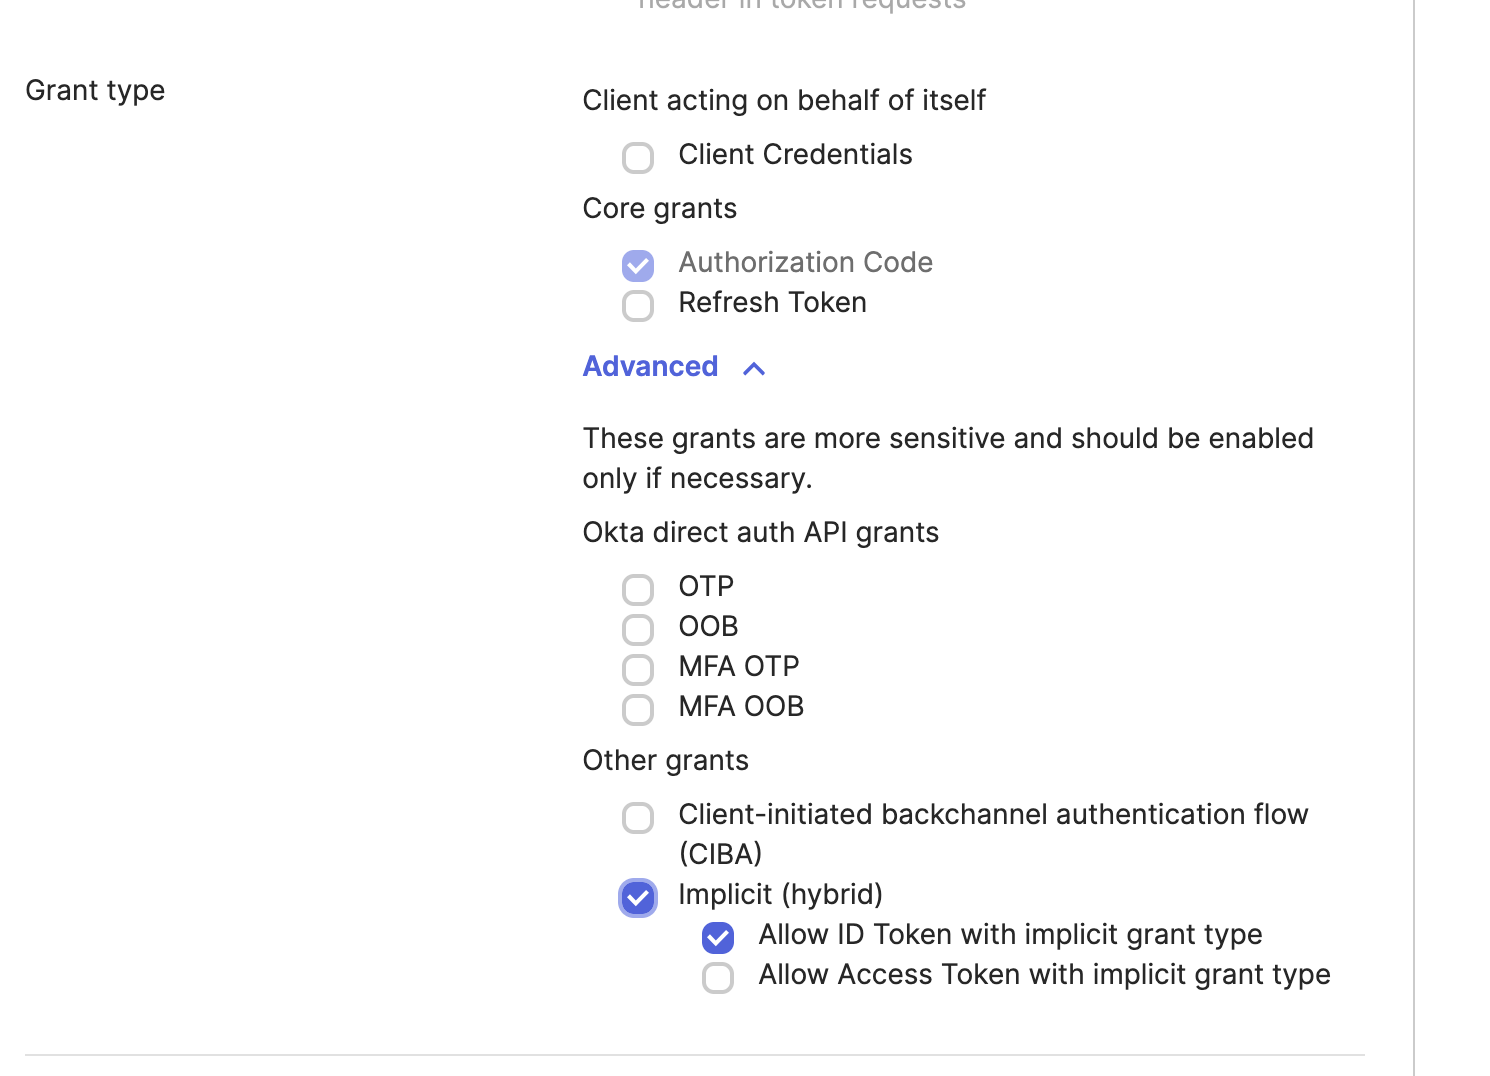 header in token requests
Grant type
Client acting on behalf of itself
Client Credentials
Core grants
Authorization Code
Refresh Token
Advanced
These grants are more sensitive and should be enabled
only if necessary.
Okta direct auth API grants
OTP
OOB
MFA OTP
MFA OOB
Other grants
Client-initiated backchannel authentication flow
(CIBA)
Implicit (hybrid)
Allow ID Token with implicit grant type
Allow Access Token with implicit grant type